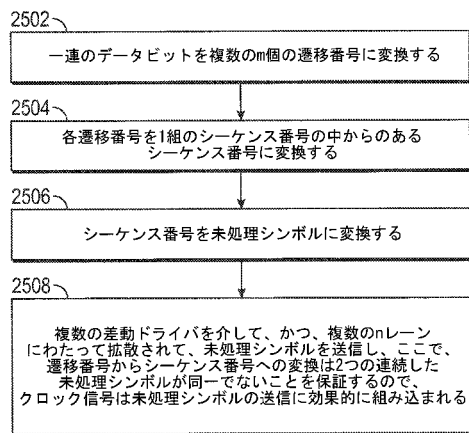 2502
一連のデータビットを複数のm個の遷移番号に変換する
2504
各遷移番号を1組のシーケンス番号の中からのある
シーケンス番号に変換する
2506
シーケンス番号を未処理シンボルに変換する
2508
複数の差動ドライバを介して、かつ、複数のnレーン
にわたって拡散されて、未処理シンボルを送信し、ここで、
遷移番号からシーケンス番号への変換は2つの連続した
未処理シンボルが同一でないことを保証するので、
クロック信号は未処理シンボルの送信に効果的に組み込まれる